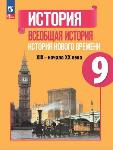 ИСТОРИЯ
ВСЕОБЩАЯ ИСТОРИЯ
ИСТОРИЯ НОВОГО ВРЕМЕНИ
XIX – начало XX века
9